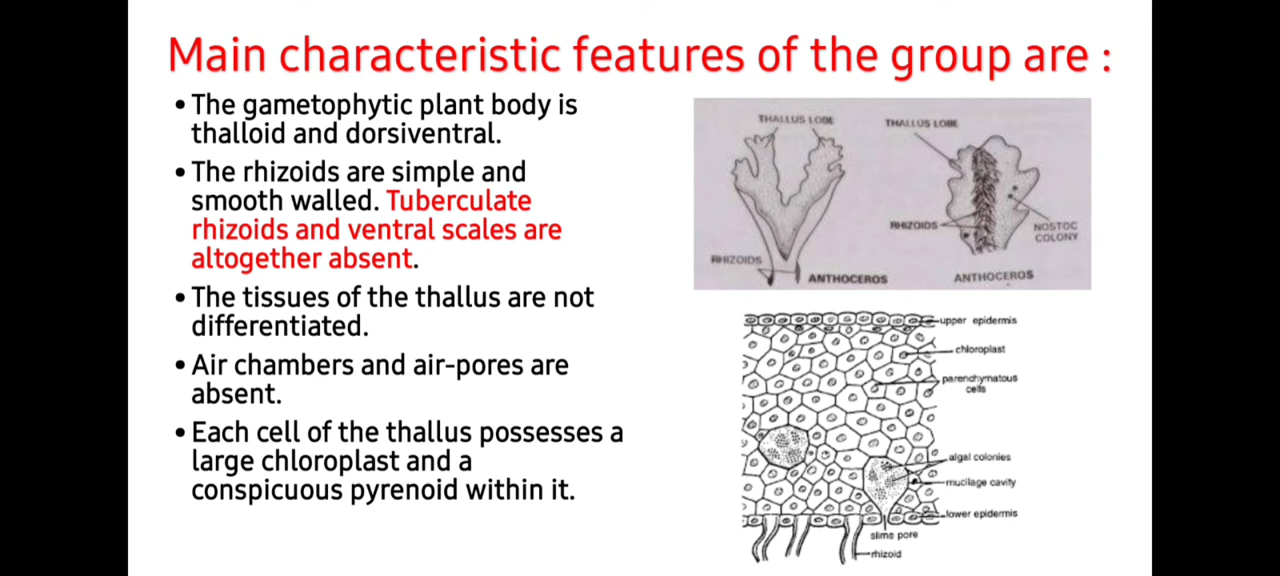 Main characteristic features of the group are :
• The gametophytic plant body is
thalloid and dorsiventral.
• The rhizoids are simple and
smooth walled. Tuberculate
rhizoids and ventral scales are
altogether absent.
• The tissues of the thallus are not
differentiated.
• Air chambers and air-pores are
absent.
• Each cell of the thallus possesses a
large chloroplast and a
conspicuous pyrenoid within it.
THALLUS LOBE
RHIZOIDS
ANTHOCEROS
THALLUS LOBE
RHIZOIDS
NOSTOC
COLONY
ANTHOCEROS
upper epidermis
chloroplast
parenchymatous
cells
algal colonies
mucilage cavity
lower epidermis
slime pore
rhizoid